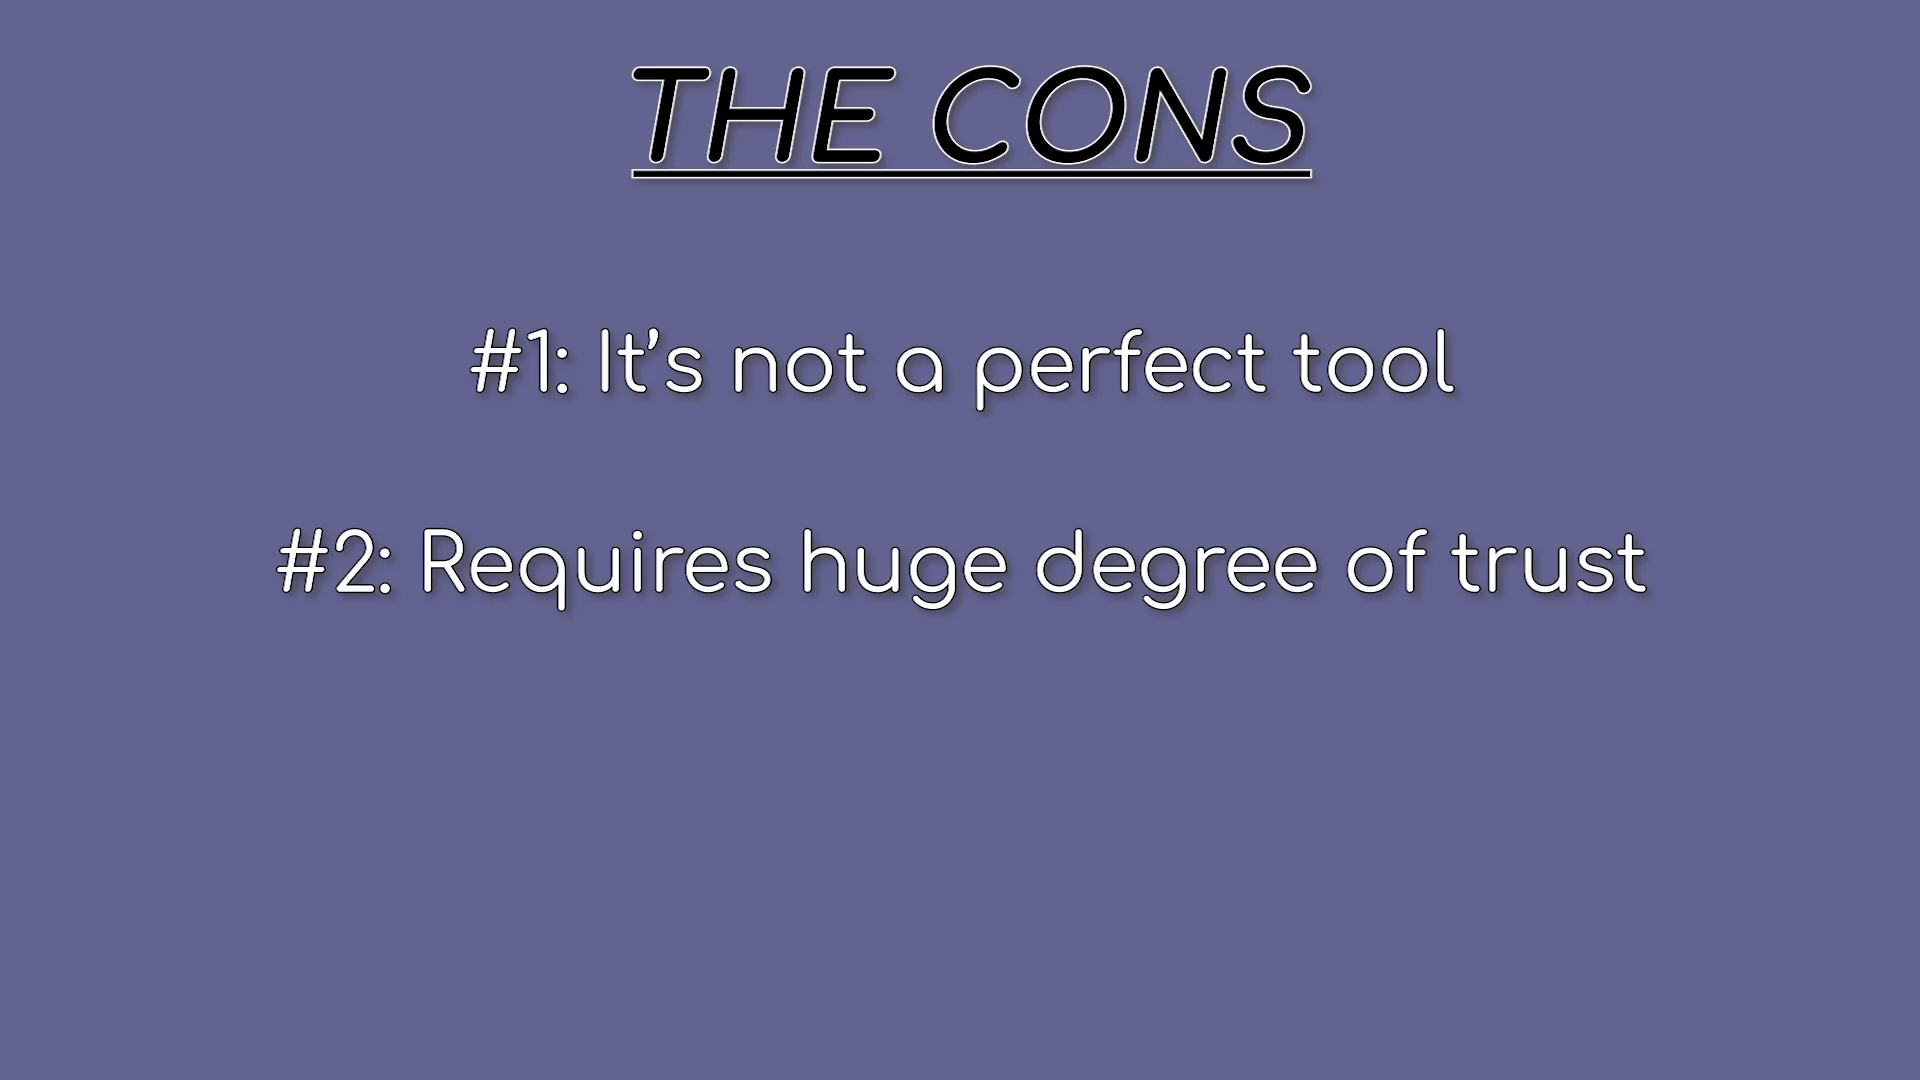 THE CONS
#1: It’s not a perfect tool
#2: Requires huge degree of trust